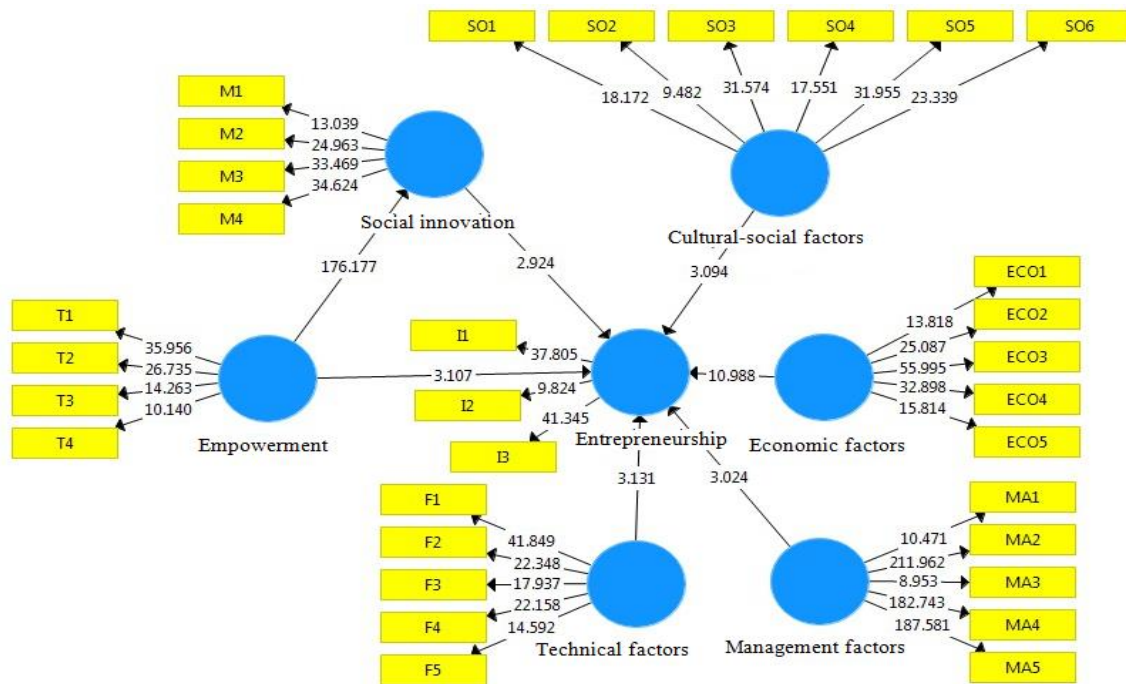 SO1 SO2 SO3 SO4 SO5 SO6
18.172 9.482 31.574 17.551 31.955 23.339
Cultural-social factors
3.094
M1
M2
M3
M4
13.039
24.963
33.469
34.624
Social innovation
176.177
2.924
T1
T2
T3
T4
35.956
26.735
14.263
10.140
Empowerment
3.107
I1
I2
I3
37.805
9.824
41.345
Entrepreneurship
10.988
ECO1
ECO2
ECO3
ECO4
ECO5
13.818
25.087
55.995
32.898
15.814
Economic factors
3.131
3.024
F1
F2
F3
F4
F5
41.849
22.348
17.937
22.158
14.592
Technical factors
MA1
MA2
MA3
MA4
MA5
10.471
211.962
8.953
182.743
187.581
Management factors